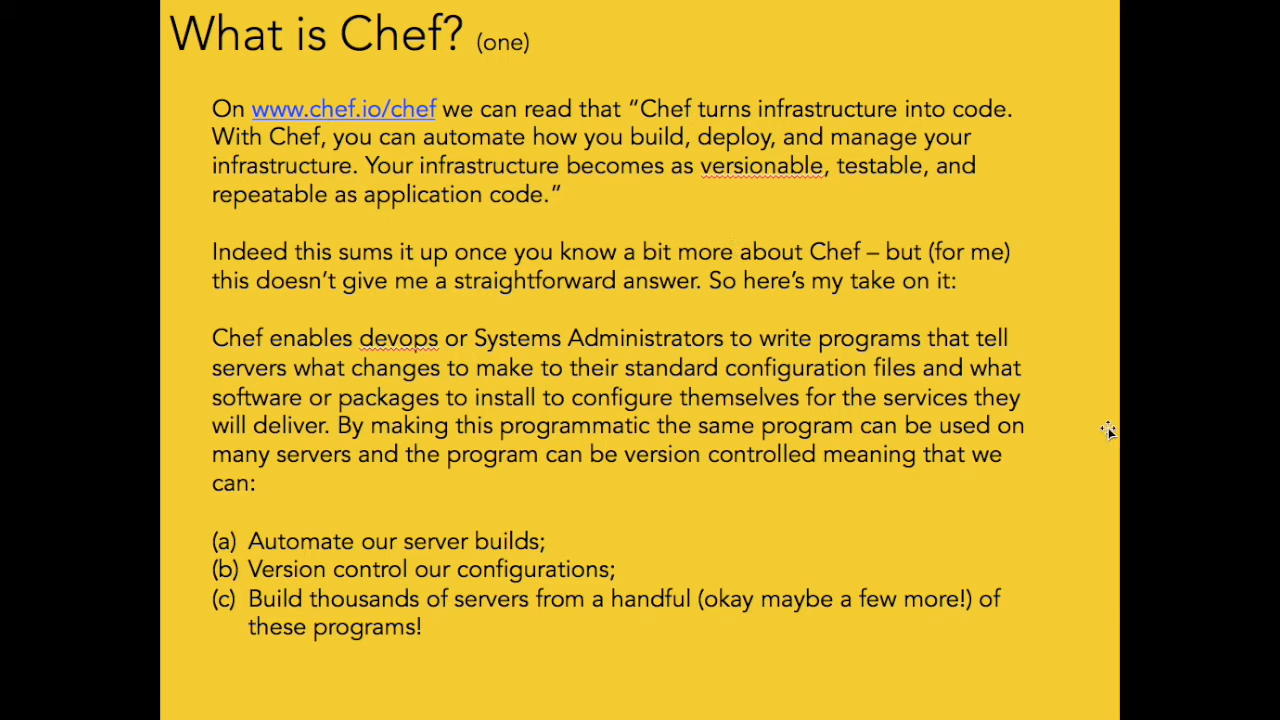 What is Chef? (one)
On www.chef.io/chef we can read that “Chef turns infrastructure into code.
With Chef, you can automate how you build, deploy, and manage your
infrastructure. Your infrastructure becomes as versionable, testable, and
repeatable as application code.”
Indeed this sums it up once you know a bit more about Chef – but (for me)
this doesn’t give me a straightforward answer. So here’s my take on it:
Chef enables devops or Systems Administrators to write programs that tell
servers what changes to make to their standard configuration files and what
software or packages to install to configure themselves for the services they
will deliver. By making this programmatic the same program can be used on
many servers and the program can be version controlled meaning that we
can:
(a) Automate our server builds;
(b) Version control our configurations;
(c) Build thousands of servers from a handful (okay maybe a few more!) of
these programs!